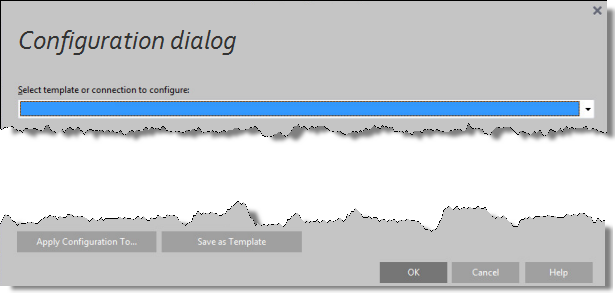 Configuration dialog
Select template or connection to configure:
Apply Configuration To... Save as Template
OK Cancel Help